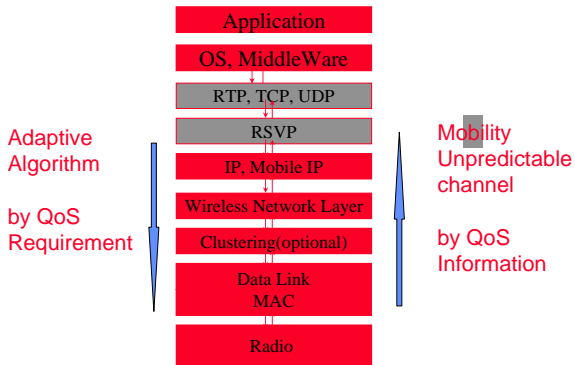 Application
OS, MiddleWare
RTP, TCP, UDP
RSVP
IP, Mobile IP
Wireless Network Layer
Clustering(optional)
Data Link
MAC
Radio
Adaptive
Algorithm
by QoS
Requirement
Mobility
Unpredictable
channel
by QoS
Information